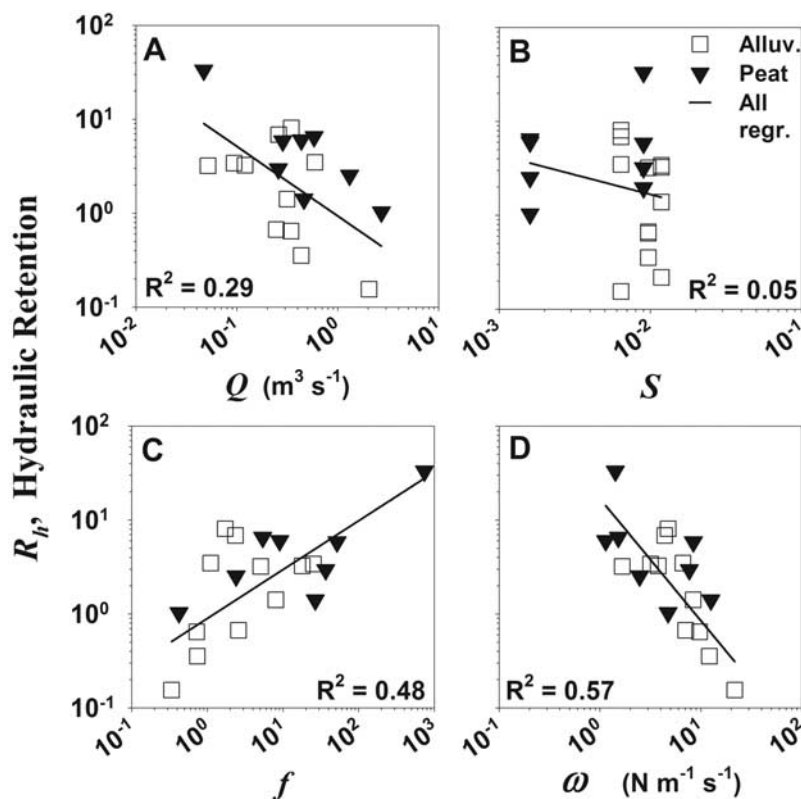 R_h, Hydraulic Retention
A
10²
10¹
10⁰
10⁻¹
R² = 0.29
10⁻² 10⁻¹ 10⁰ 10¹
Q (m³ s⁻¹)
B
Alluv.
Peat
All
regr.
R² = 0.05
10⁻³ 10⁻² 10⁻¹
S
C
10²
10¹
10⁰
10⁻¹
R² = 0.48
10⁻¹ 10⁰ 10¹ 10² 10³
f
D
R² = 0.57
10⁻¹ 10⁰ 10¹ 10²
ω (N m⁻¹ s⁻¹)